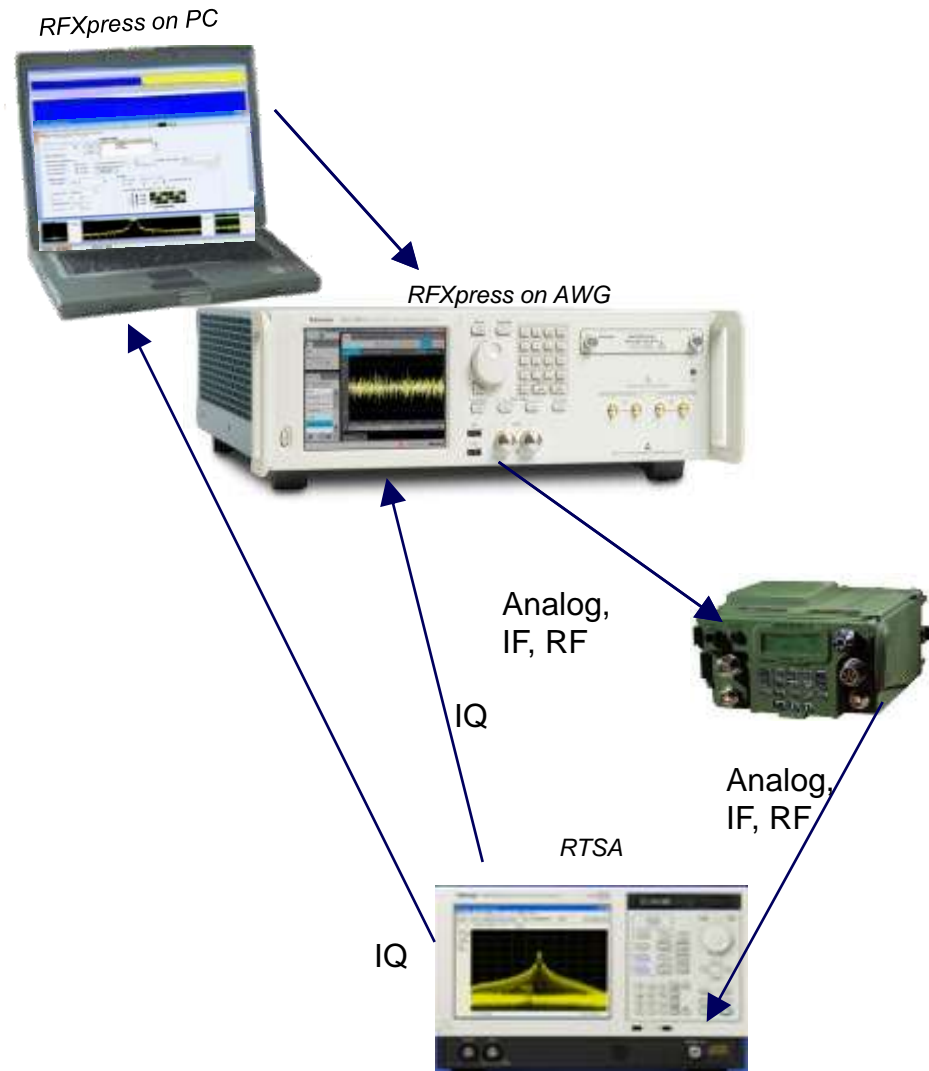 RFXpress on PC
RFXpress on AWG
Analog,
IF, RF
IQ
Analog,
IF, RF
RTSA
IQ